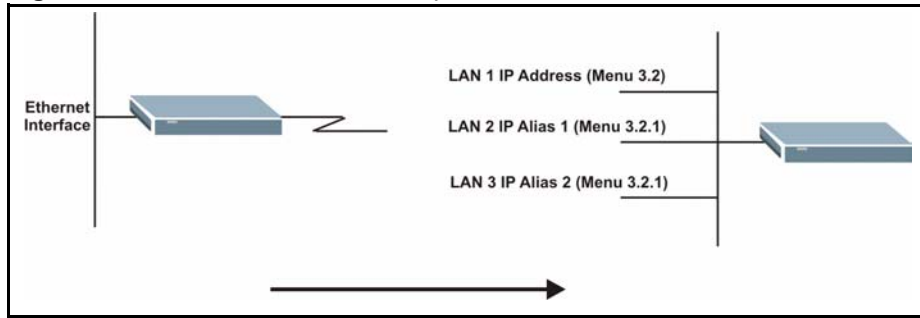 Ethernet
Interface
LAN 1 IP Address (Menu 3.2)
LAN 2 IP Alias 1 (Menu 3.2.1)
LAN 3 IP Alias 2 (Menu 3.2.1)